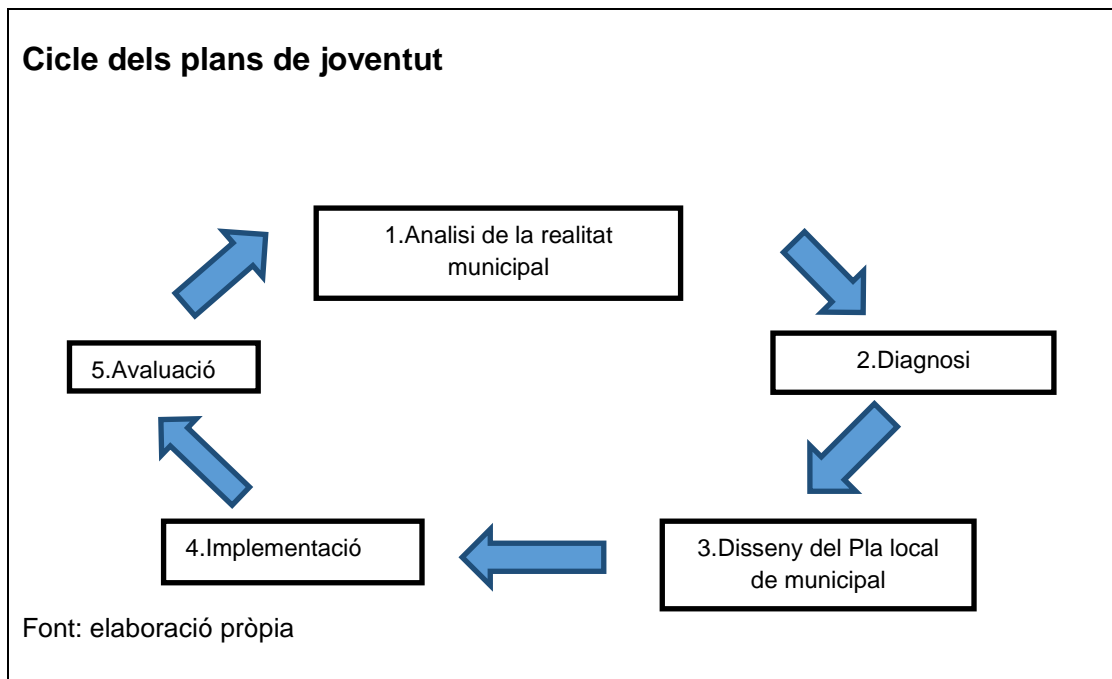 Cicle dels plans de joventut
1.Analisi de la realitat
municipal
2.Diagnosi
3.Disseny del Pla local
de municipal
4.Implementació
5.Avaluació
Font: elaboració pròpia